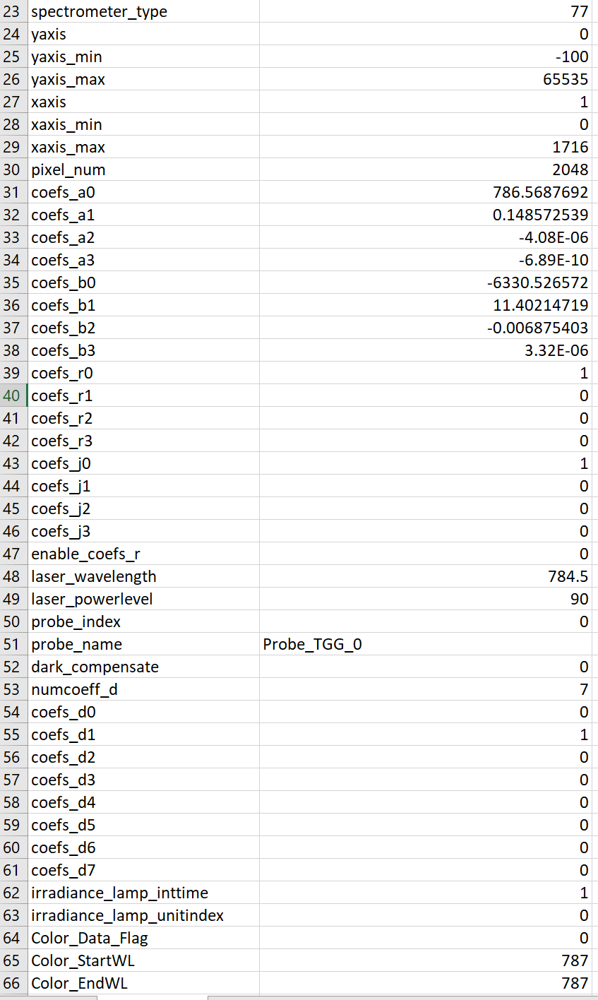 23 spectrometer_type 77
24 yaxis 0
25 yaxis_min -100
26 yaxis_max 65535
27 xaxis 1
28 xaxis_min 0
29 xaxis_max 1716
30 pixel_num 2048
31 coefs_a0 786.5687692
32 coefs_a1 0.148572539
33 coefs_a2 -4.08E-06
34 coefs_a3 -6.89E-10
35 coefs_b0 -6330.526572
36 coefs_b1 11.40214719
37 coefs_b2 -0.006875403
38 coefs_b3 3.32E-06
39 coefs_r0 1
40 coefs_r1 0
41 coefs_r2 0
42 coefs_r3 0
43 coefs_j0 1
44 coefs_j1 0
45 coefs_j2 0
46 coefs_j3 0
47 enable_coefs_r 0
48 laser_wavelength 784.5
49 laser_powerlevel 90
50 probe_index 0
51 probe_name Probe_TGG_0
52 dark_compensate 0
53 numcoeff_d 7
54 coefs_d0 0
55 coefs_d1 1
56 coefs_d2 0
57 coefs_d3 0
58 coefs_d4 0
59 coefs_d5 0
60 coefs_d6 0
61 coefs_d7 0
62 irradiance_lamp_inttime 1
63 irradiance_lamp_unitindex 0
64 Color_Data_Flag 0
65 Color_StartWL 787
66 Color_EndWL 787